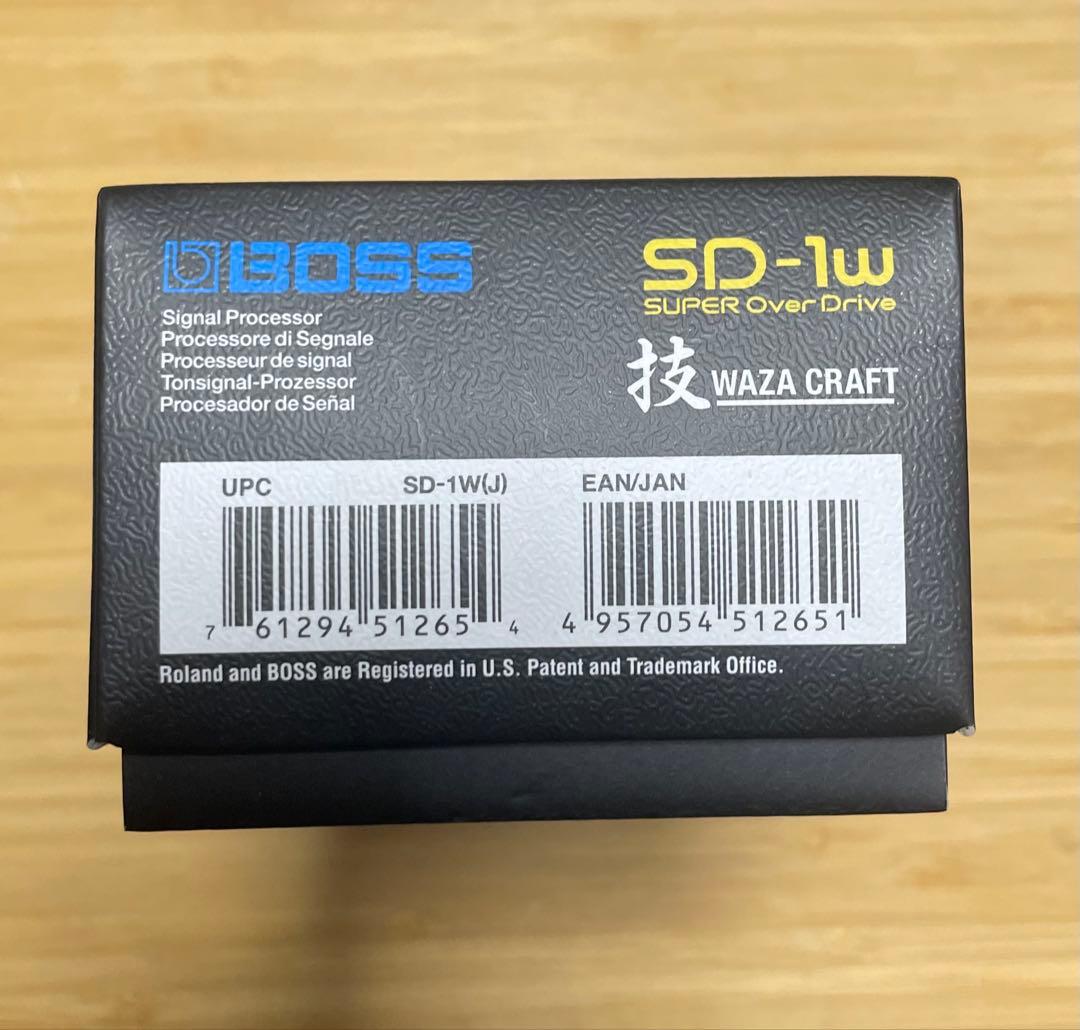 BOSS
Signal Processor
Processore di Segnale
Processeur de signal
Tonsignal-Prozessor
Procesador de Señal
SD-1w
SUPER Over Drive
技 WAZA CRAFT
UPC SD-1W(J)
7 61294 51265 4
EAN/JAN
4 957054 512651
Roland and BOSS are Registered in U.S. Patent and Trademark Office.